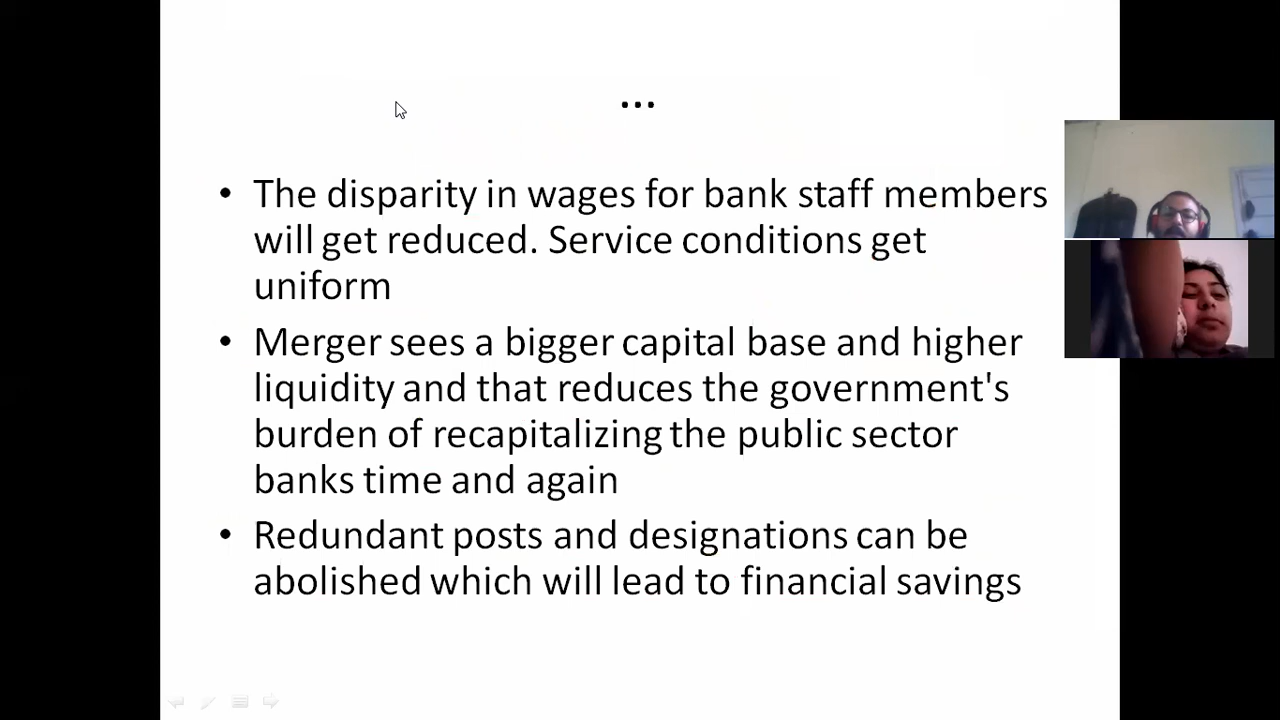 ...
• The disparity in wages for bank staff members
will get reduced. Service conditions get
uniform
• Merger sees a bigger capital base and higher
liquidity and that reduces the government's
burden of recapitalizing the public sector
banks time and again
• Redundant posts and designations can be
abolished which will lead to financial savings